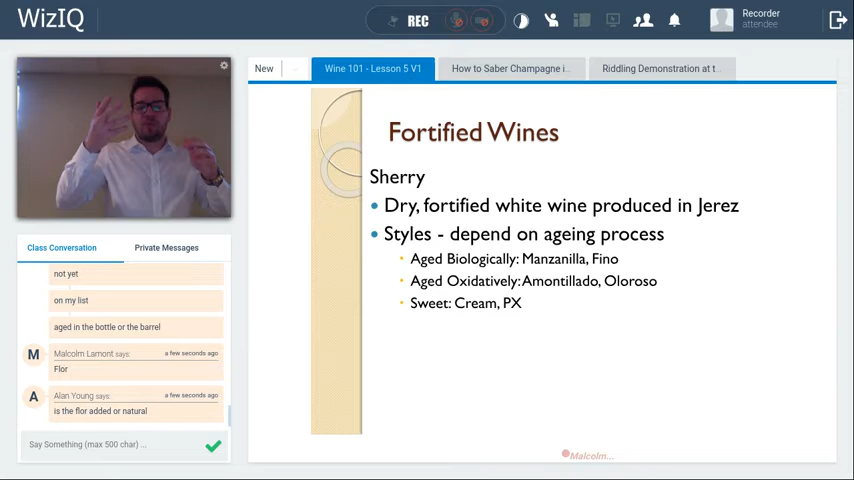 WizIQ
REC
Recorder
attendee
New
Wine 101 - Lesson 5 V1
How to Saber Champagne i...
Riddling Demonstration at t...
Fortified Wines
Sherry
Dry, fortified white wine produced in Jerez
Styles - depend on ageing process
Aged Biologically: Manzanilla, Fino
Aged Oxidatively: Amontillado, Oloroso
Sweet: Cream, PX
Malcolm...
Class Conversation
Private Messages
not yet
on my list
aged in the bottle or the barrel
M
Malcolm Lamont says: a few seconds ago
Flor
A
Alan Young says: a few seconds ago
is the flor added or natural
Say Something (max 500 char) ...